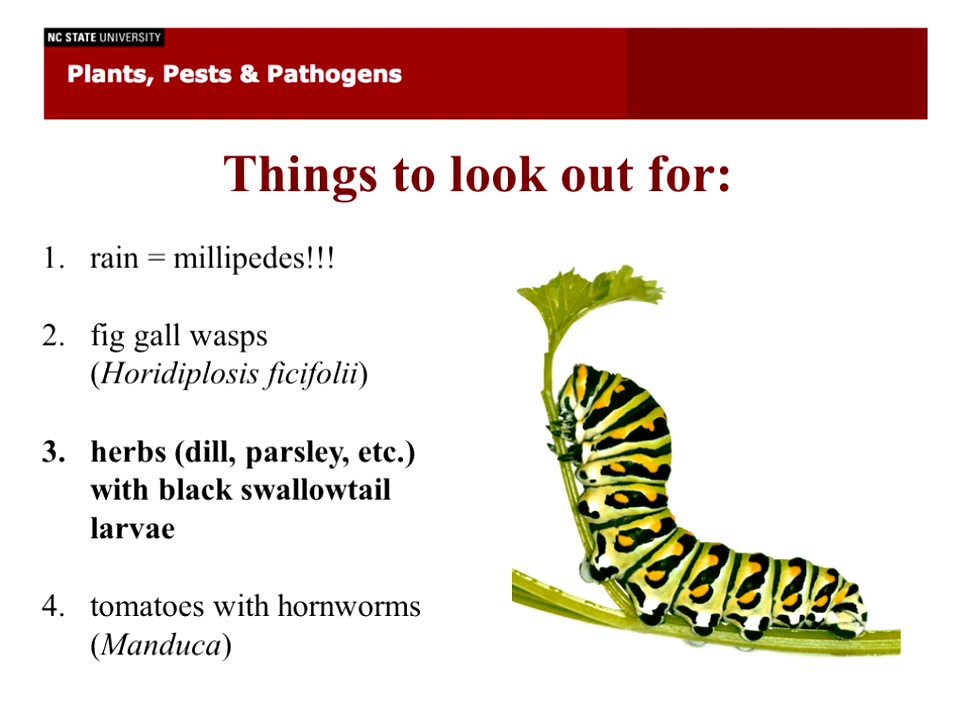 NC STATE UNIVERSITY
Plants, Pests & Pathogens
Things to look out for:
1. rain = millipedes!!!
2. fig gall wasps
(Horidiplosis ficifolii)
3. herbs (dill, parsley, etc.)
with black swallowtail
larvae
4. tomatoes with hornworms
(Manduca)